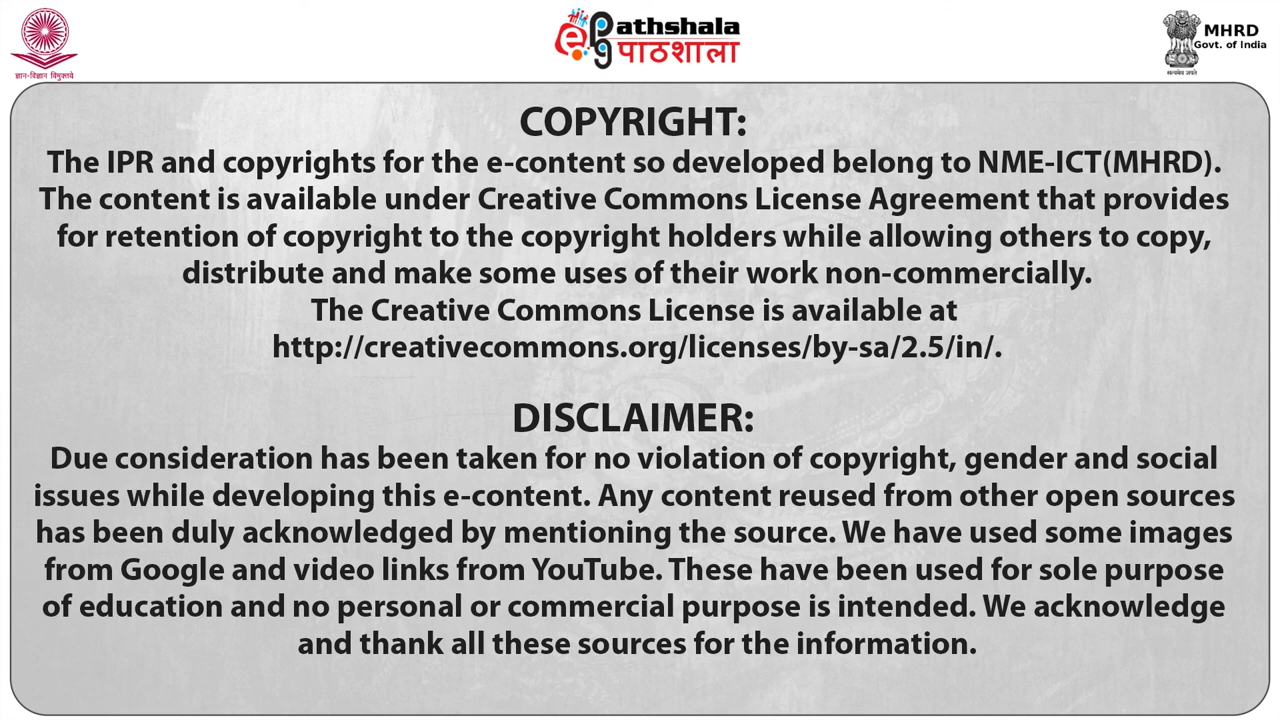 ePG Pathshala
पाठशाला
MHRD
Govt. of India
ज्ञान-विज्ञान विमुक्तये
सत्यमेव जयते
COPYRIGHT:
The IPR and copyrights for the e-content so developed belong to NME-ICT(MHRD).
The content is available under Creative Commons License Agreement that provides
for retention of copyright to the copyright holders while allowing others to copy,
distribute and make some uses of their work non-commercially.
The Creative Commons License is available at
http://creativecommons.org/licenses/by-sa/2.5/in/.
DISCLAIMER:
Due consideration has been taken for no violation of copyright, gender and social
issues while developing this e-content. Any content reused from other open sources
has been duly acknowledged by mentioning the source. We have used some images
from Google and video links from YouTube. These have been used for sole purpose
of education and no personal or commercial purpose is intended. We acknowledge
and thank all these sources for the information.